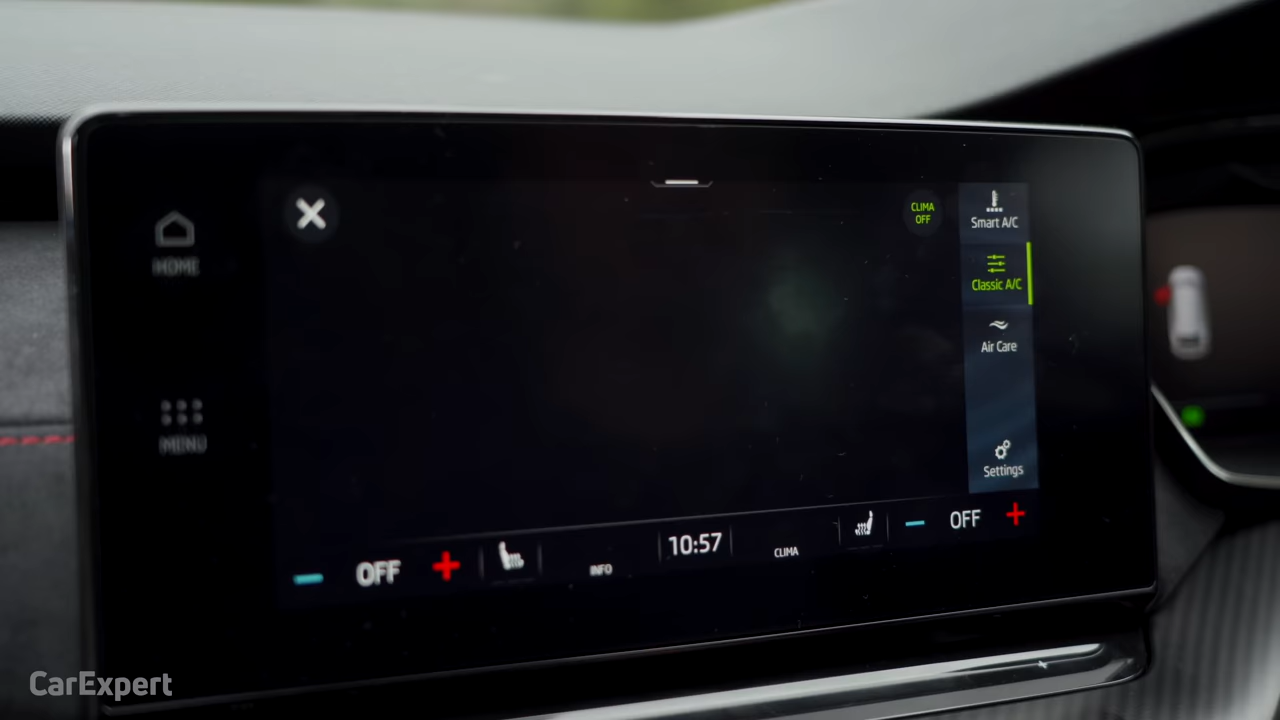 HOME
MENU
CLIMA
OFF
Smart A/C
Classic A/C
Air Care
Settings
OFF
INFO
10:57
CLIMA
OFF
CarExpert